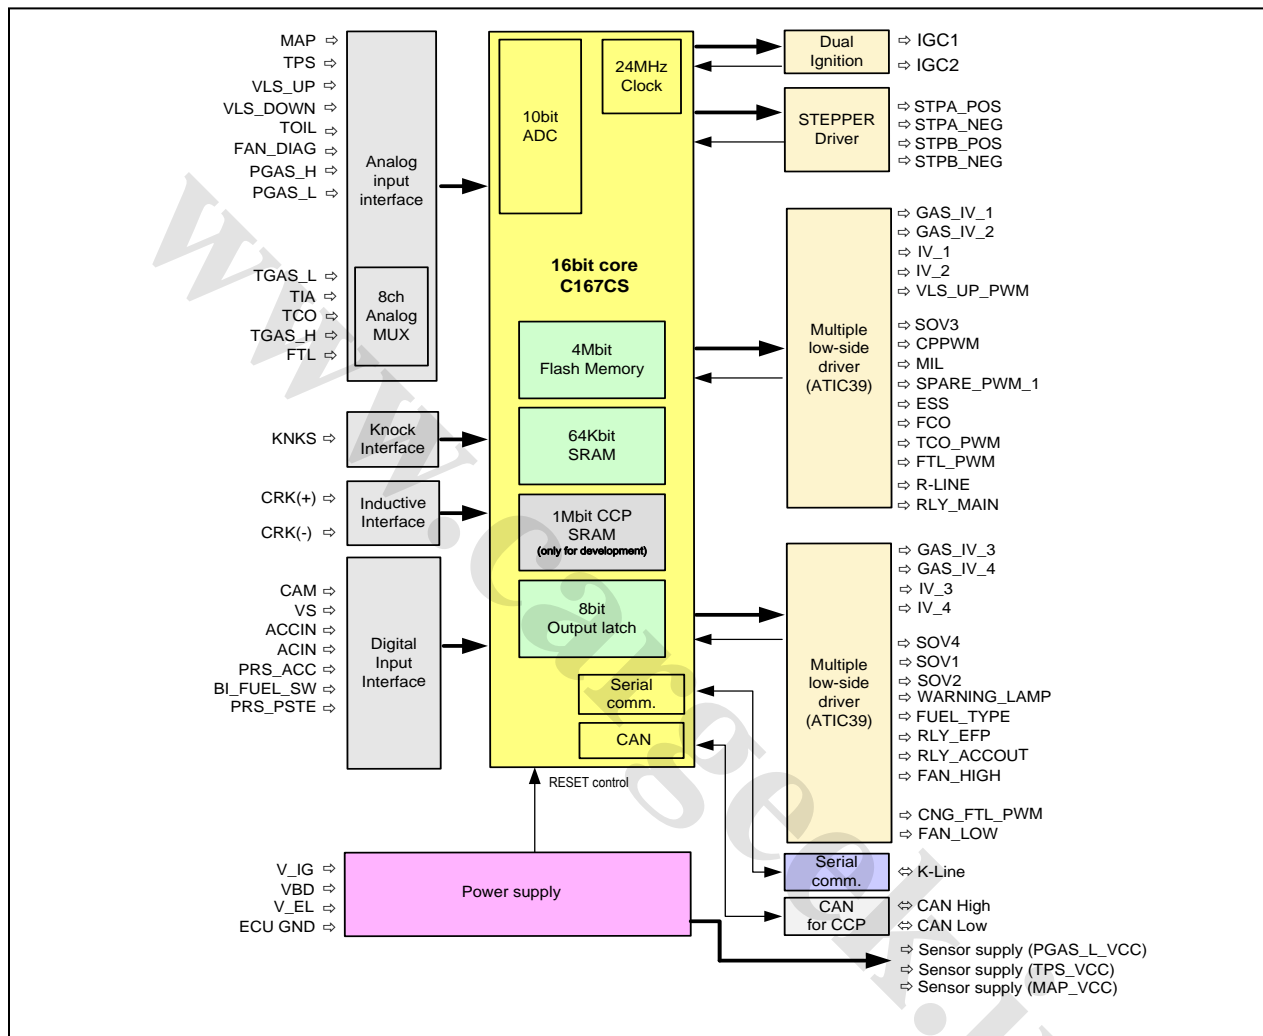 MAP
TPS
VLS_UP
VLS_DOWN
TOIL
FAN_DIAG
PGAS_H
PGAS_L
TGAS_L
TIA
TCO
TGAS_H
FTL
Analog
input
interface
8ch
Analog
MUX
KNKS
Knock
Interface
CRK(+)
CRK(-)
Inductive
Interface
CAM
VS
ACCIN
ACIN
PRS_ACC
BI_FUEL_SW
PRS_PSTE
Digital
Input
Interface
10bit
ADC
24MHz
Clock
16bit core
C167CS
4Mbit
Flash Memory
64Kbit
SRAM
1Mbit CCP
SRAM
(only for development)
8bit
Output latch
Serial
comm.
CAN
RESET control
V_IG
VBD
V_EL
ECU GND
Power supply
Dual
Ignition
IGC1
IGC2
STEPPER
Driver
STPA_POS
STPA_NEG
STPB_POS
STPB_NEG
Multiple
low-side
driver
(ATIC39)
GAS_IV_1
GAS_IV_2
IV_1
IV_2
VLS_UP_PWM
SOV3
CPPWM
MIL
SPARE_PWM_1
ESS
FCO
TCO_PWM
FTL_PWM
R-LINE
RLY_MAIN
Multiple
low-side
driver
(ATIC39)
GAS_IV_3
GAS_IV_4
IV_3
IV_4
SOV4
SOV1
SOV2
WARNING_LAMP
FUEL_TYPE
RLY_EFP
RLY_ACCOUT
FAN_HIGH
CNG_FTL_PWM
FAN_LOW
Serial
comm.
K-Line
CAN
for CCP
CAN High
CAN Low
Sensor supply (PGAS_L_VCC)
Sensor supply (TPS_VCC)
Sensor supply (MAP_VCC)